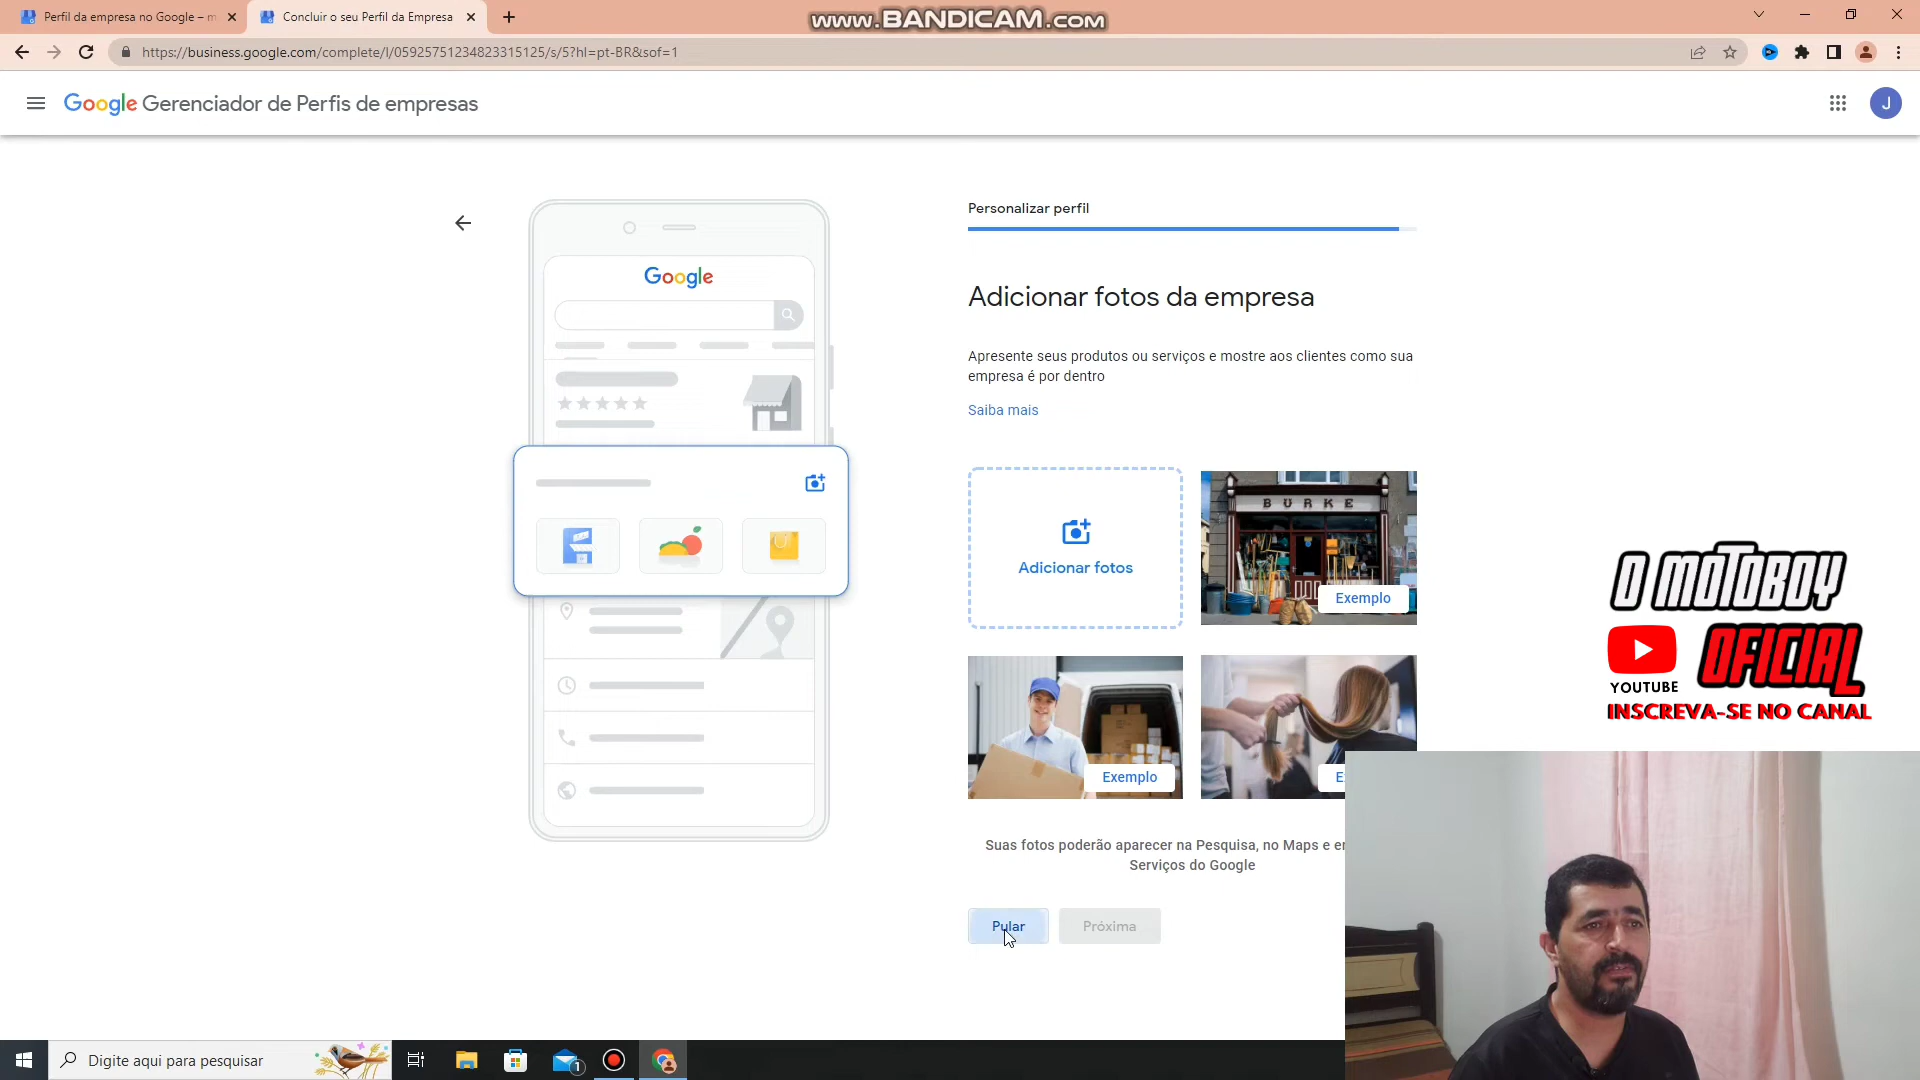 Perfil da empresa no Google – m
Concluir o seu Perfil da Empresa
www.BANDICAM.com
https://business.google.com/complete/l/05925751234823315125/s/5?hl=pt-BR&sof=1
Google Gerenciador de Perfis de empresas
J
Personalizar perfil
Google
Adicionar fotos da empresa
Apresente seus produtos ou serviços e mostre aos clientes como sua
empresa é por dentro
Saiba mais
BURKE
Adicionar fotos
Exemplo
O MOTOBOY
OFICIAL
YOUTUBE
INSCREVA-SE NO CANAL
Exemplo
E
Suas fotos poderão aparecer na Pesquisa, no Maps e e
Serviços do Google
Pular
Próxima
Digite aqui para pesquisar
1